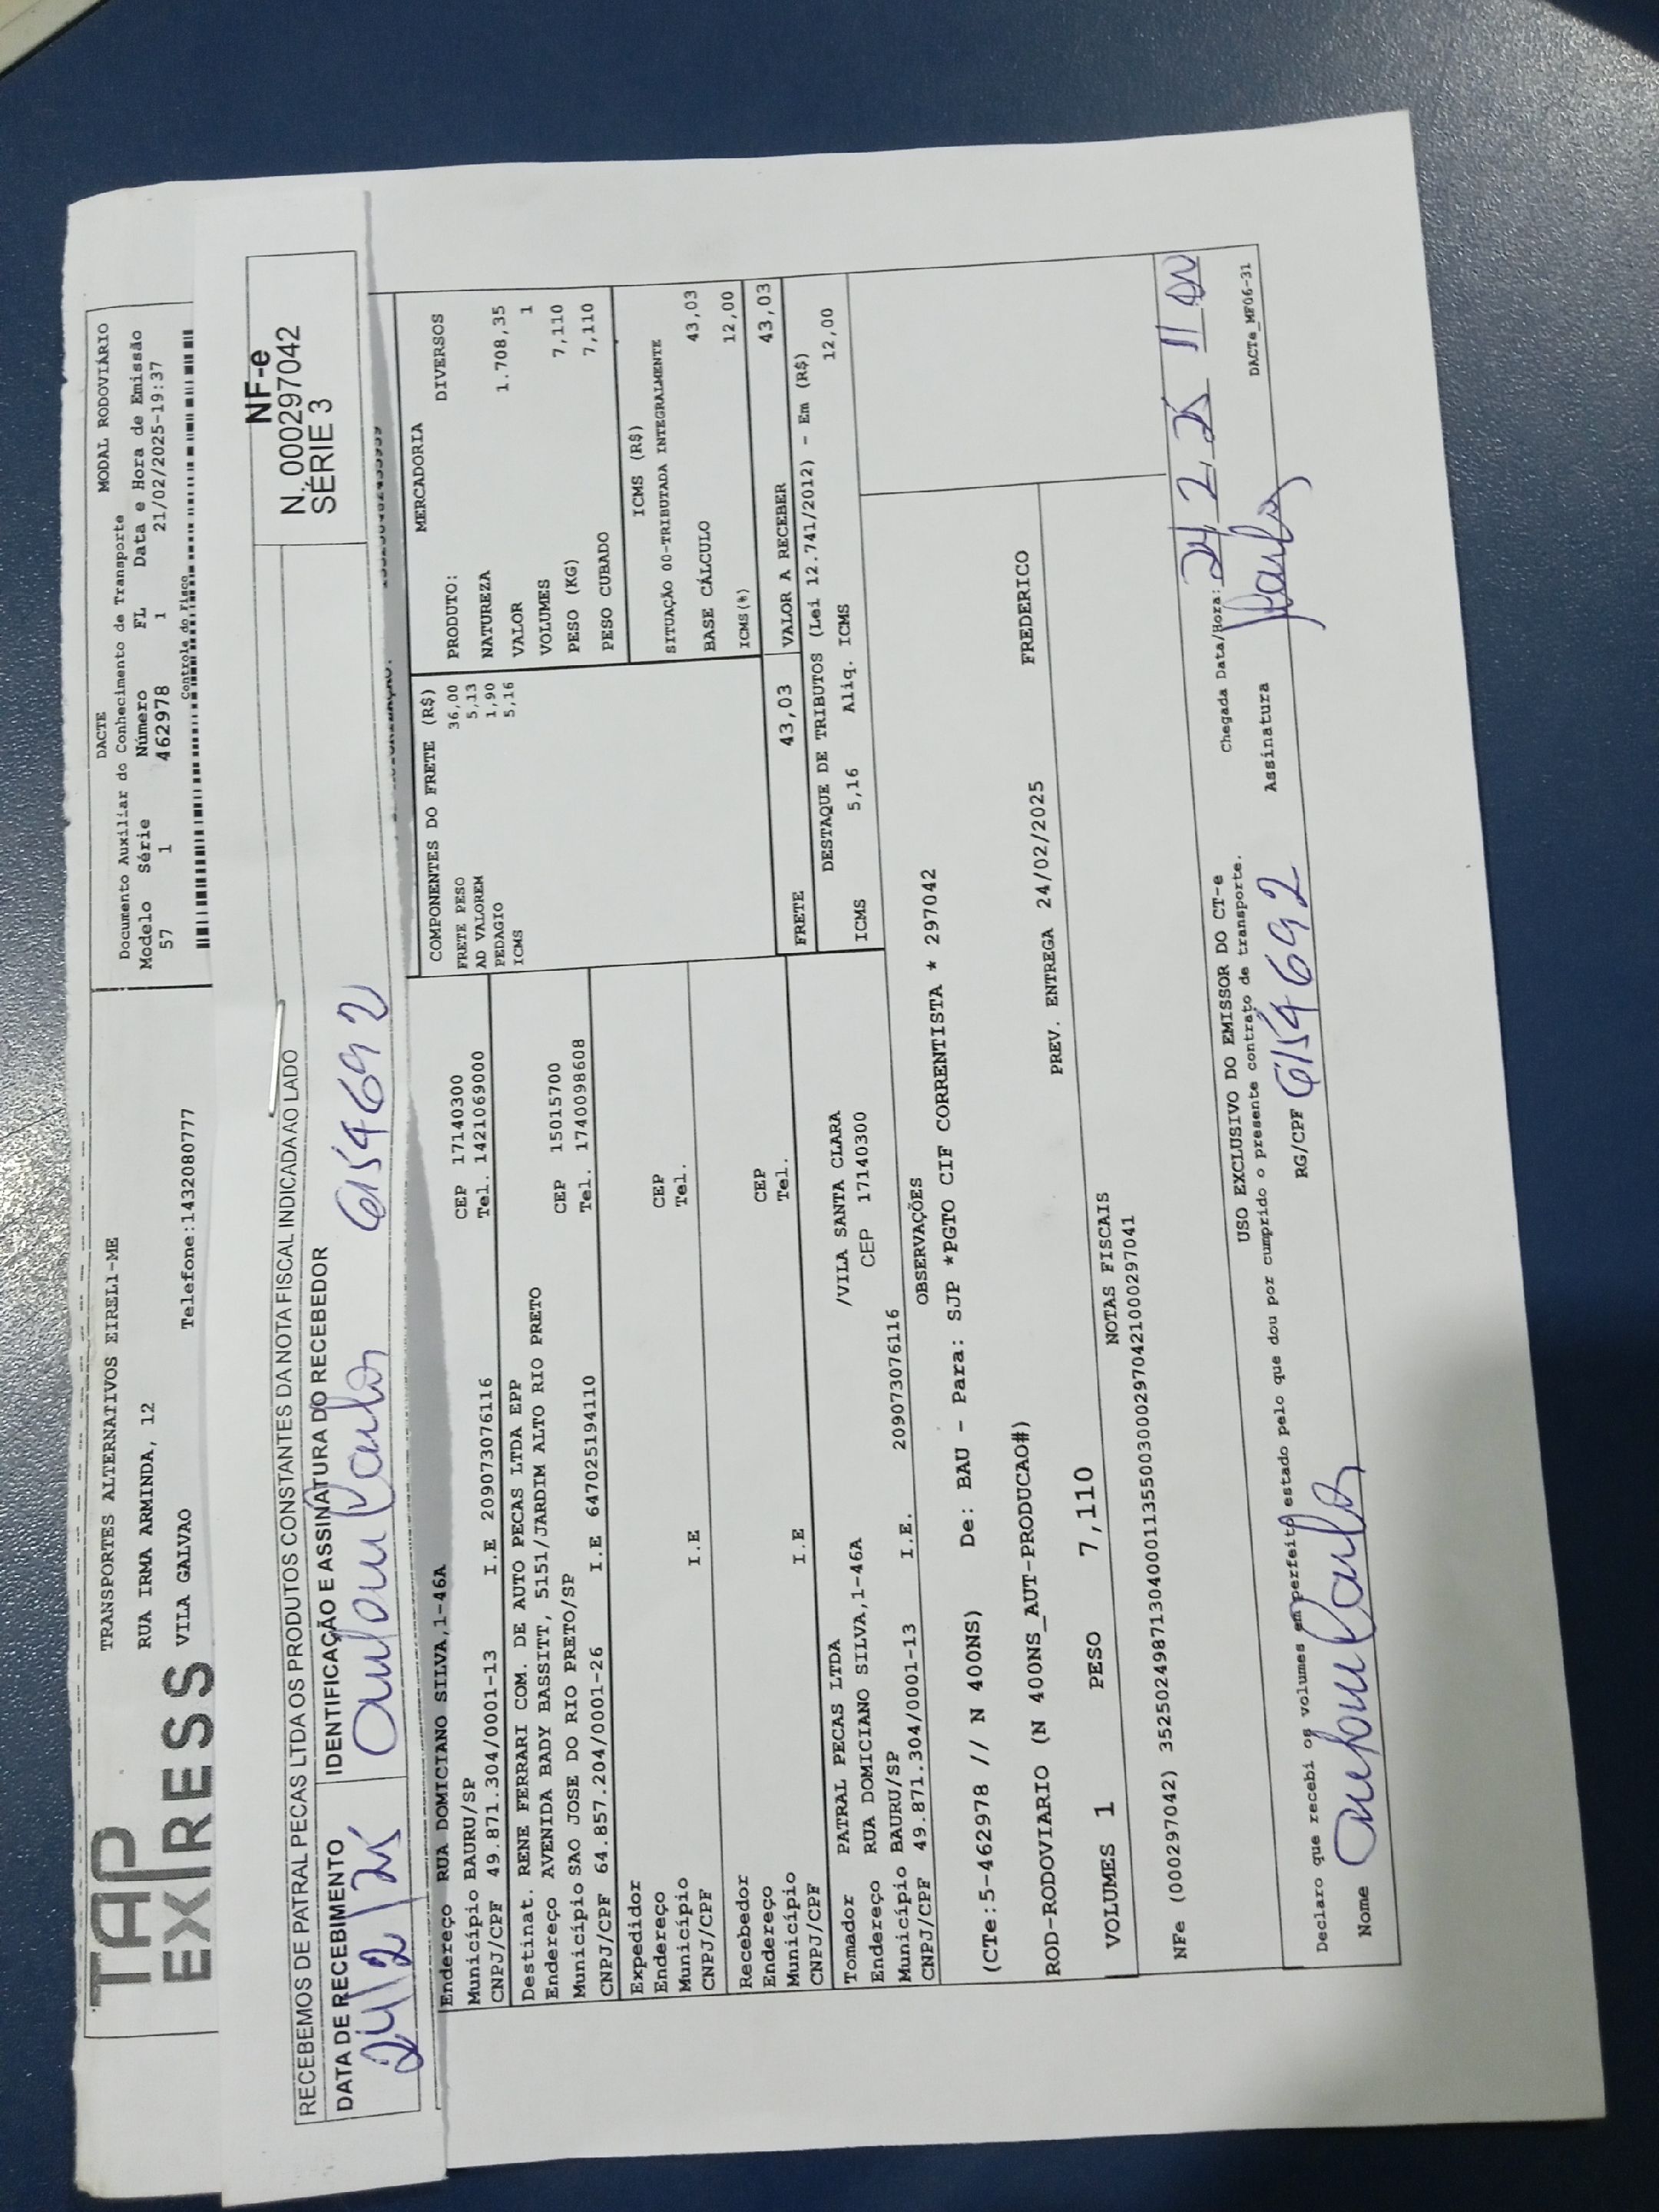 TAP
EXPRESS
TRANSPORTES ALTERNATIVOS EIRELI-ME
RUA IRMA ARMINDA, 12
VILA GALVAO Telefone:1432080777
DACTE MODAL RODOVIÁRIO
Documento Auxiliar do Conhecimento de Transporte
Modelo Série Número FL Data e Hora de Emissão
57 1 462978 1 21/02/2025-19:37
Controle do Fisco
RECEBEMOS DE PATRAL PECAS LTDA OS PRODUTOS CONSTANTES DA NOTA FISCAL INDICADA AO LADO
DATA DE RECEBIMENTO IDENTIFICAÇÃO E ASSINATURA DO RECEBEDOR
24/2/25 6154692
NF-e
N. 000297042
SÉRIE 3
Endereço RUA DOMICIANO SILVA,1-46A
Município BAURU/SP CEP 17140300
CNPJ/CPF 49.871.304/0001-13 I.E 209073076116 Tel. 1421069000
Destinat. RENE FERRARI COM. DE AUTO PECAS LTDA EPP
Endereço AVENIDA BADY BASSITT, 5151/JARDIM ALTO RIO PRETO
Município SAO JOSE DO RIO PRETO/SP CEP 15015700
CNPJ/CPF 64.857.204/0001-26 I.E 647025194110 Tel. 1740098608
Expedidor
Endereço
Município CEP
CNPJ/CPF I.E Tel.
Recebedor
Endereço
Município CEP
CNPJ/CPF I.E Tel.
Tomador PATRAL PECAS LTDA
Endereço RUA DOMICIANO SILVA,1-46A /VILA SANTA CLARA
Município BAURU/SP CEP 17140300
CNPJ/CPF 49.871.304/0001-13 I.E. 209073076116
COMPONENTES DO FRETE (R$)
FRETE PESO 36,00
AD VALOREM 5,13
PEDAGIO 1,90
ICMS 5,16
MERCADORIA
PRODUTO: DIVERSOS
NATUREZA
VALOR 1.708,35
VOLUMES 1
PESO (KG) 7,110
PESO CUBADO 7,110
ICMS (R$)
SITUAÇÃO 00-TRIBUTADA INTEGRALMENTE
BASE CÁLCULO 43,03
ICMS(%) 12,00
FRETE 43,03 VALOR A RECEBER 43,03
DESTAQUE DE TRIBUTOS (Lei 12.741/2012) - Em (R$)
ICMS 5,16 Aliq. ICMS 12,00
OBSERVAÇÕES
(CTe:5-462978 // N 400NS) De: BAU - Para: SJP *PGTO CIF CORRENTISTA * 297042
ROD-RODOVIARIO (N 400NS_AUT-PRODUCAO#) PREV. ENTREGA 24/02/2025 FREDERICO
VOLUMES 1 PESO 7,110
NOTAS FISCAIS
NFe (000297042) 35250249871304000113550030002970421000297041
USO EXCLUSIVO DO EMISSOR DO CT-e
Declaro que recebi os volumes em perfeito estado pelo que dou por cumprido o presente contrato de transporte.
Chegada Data/Hora: 24 2 25 11
Nome RG/CPF 6154692 Assinatura
DACTe_MF06-31